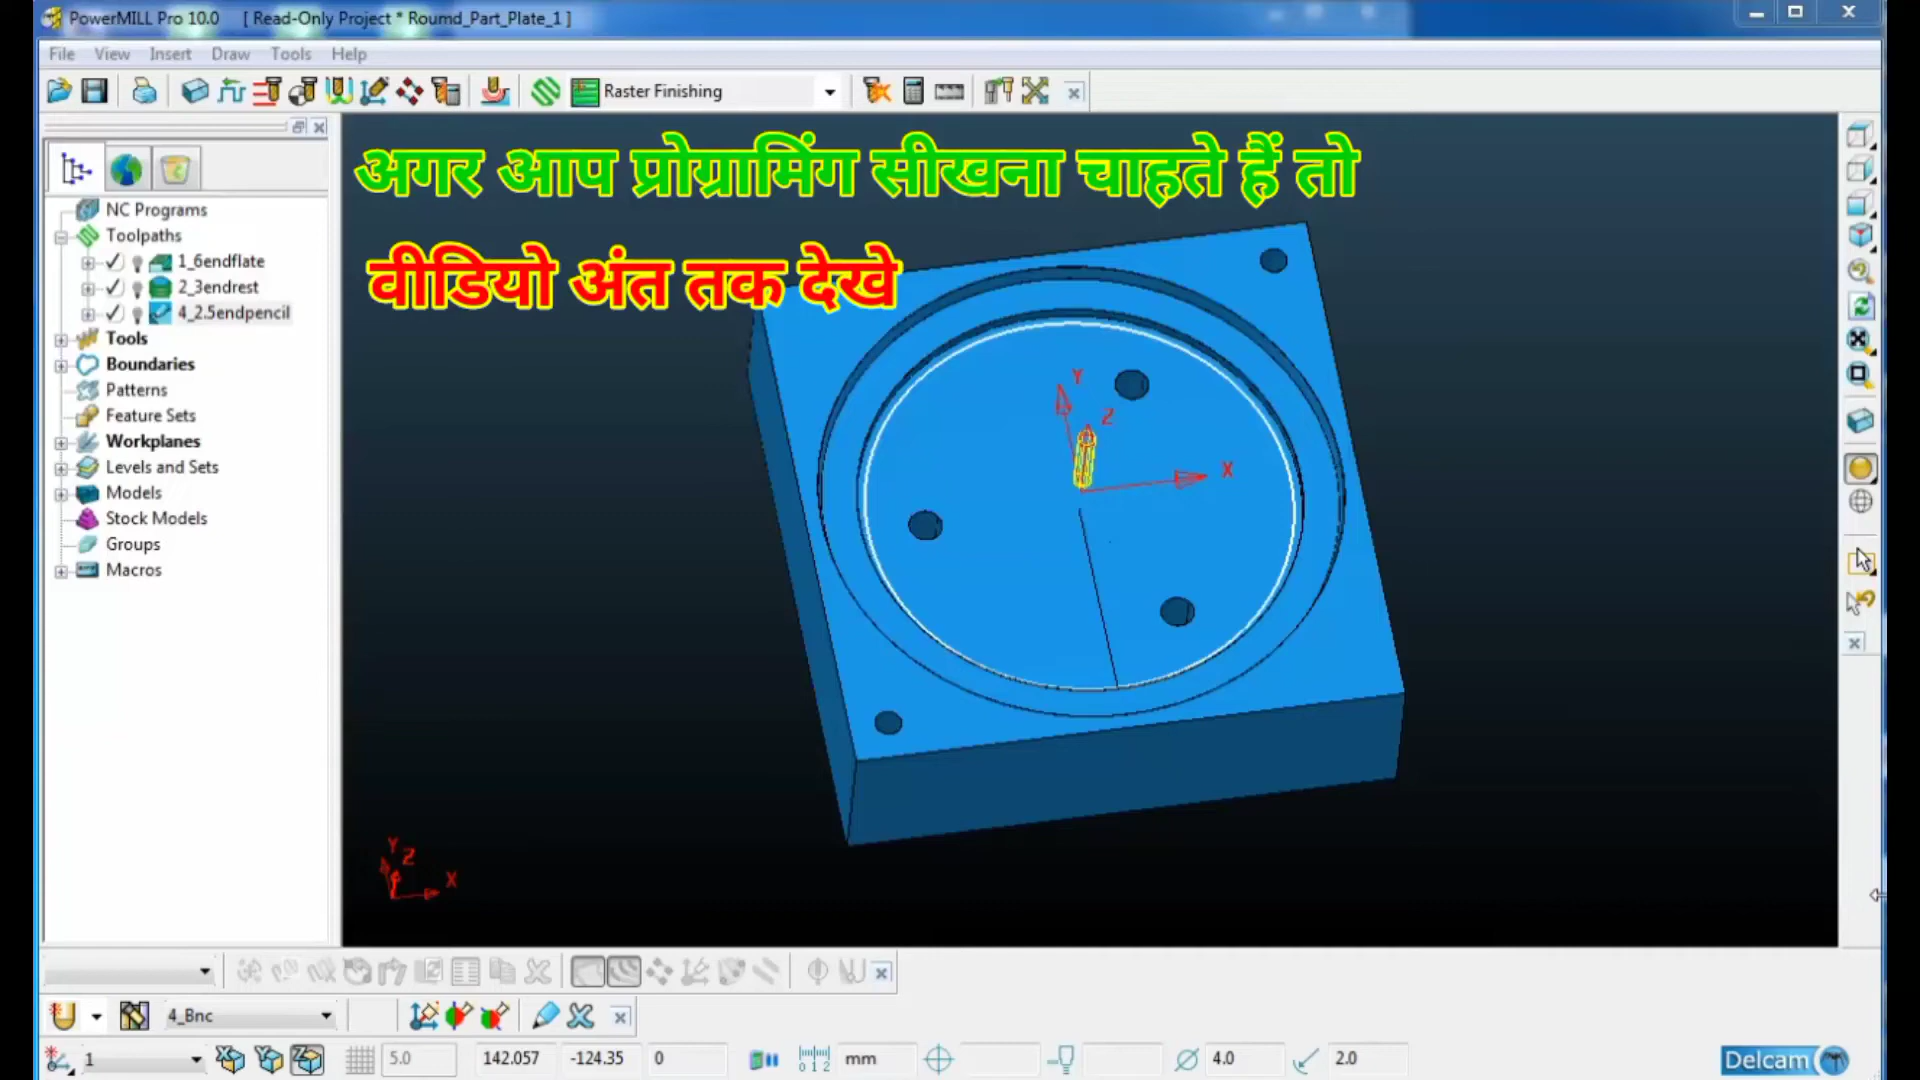 PowerMILL Pro 10.0 [ Read-Only Project * Roumd_Part_Plate_1 ]
File View Insert Draw Tools Help
Raster Finishing
अगर आप प्रोग्रामिंग सीखना चाहते हैं तो
वीडियो अंत तक देखे
NC Programs
Toolpaths
1_6endflate
2_3endrest
4_2.5endpencil
Tools
Boundaries
Patterns
Feature Sets
Workplanes
Levels and Sets
Models
Stock Models
Groups
Macros
Y
Z
X
Y
Z
X
4_Bnc
1 5.0 142.057 -124.35 0 0 1 2 mm 4.0 2.0
Delcam